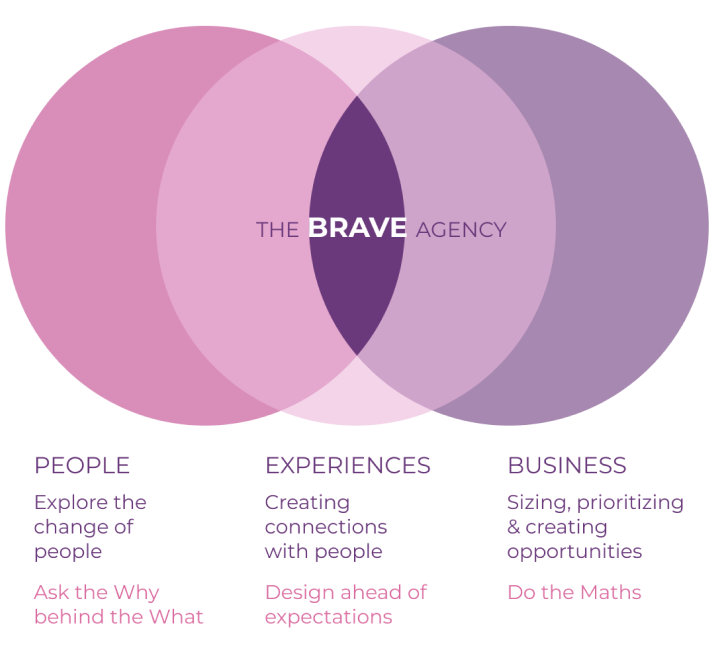 THE BRAVE AGENCY
PEOPLE
Explore the
change of
people
Ask the Why
behind the What
EXPERIENCES
Creating
connections
with people
Design ahead of
expectations
BUSINESS
Sizing, prioritizing
& creating
opportunities
Do the Maths